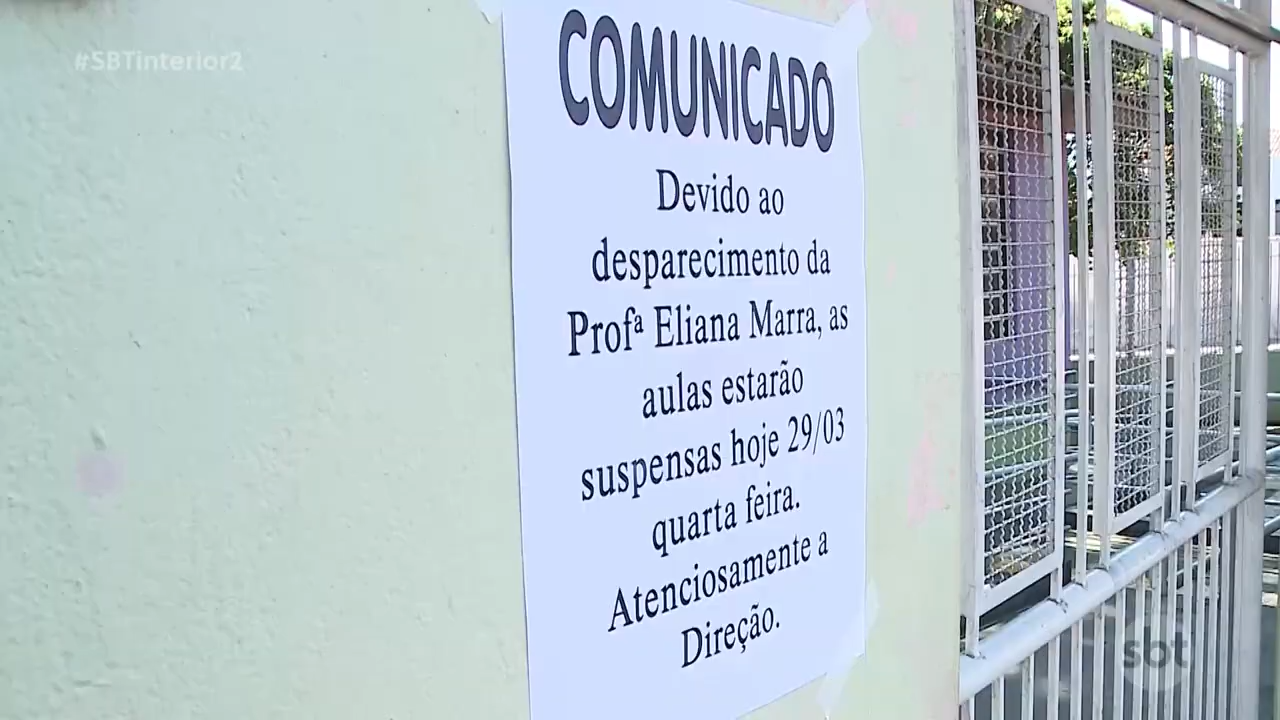 #SBTinterior2
COMUNICADO
Devido ao
desparecimento da
Profª Eliana Marra, as
aulas estarão
suspensas hoje 29/03
quarta feira.
Atenciosamente a
Direção.
sbt